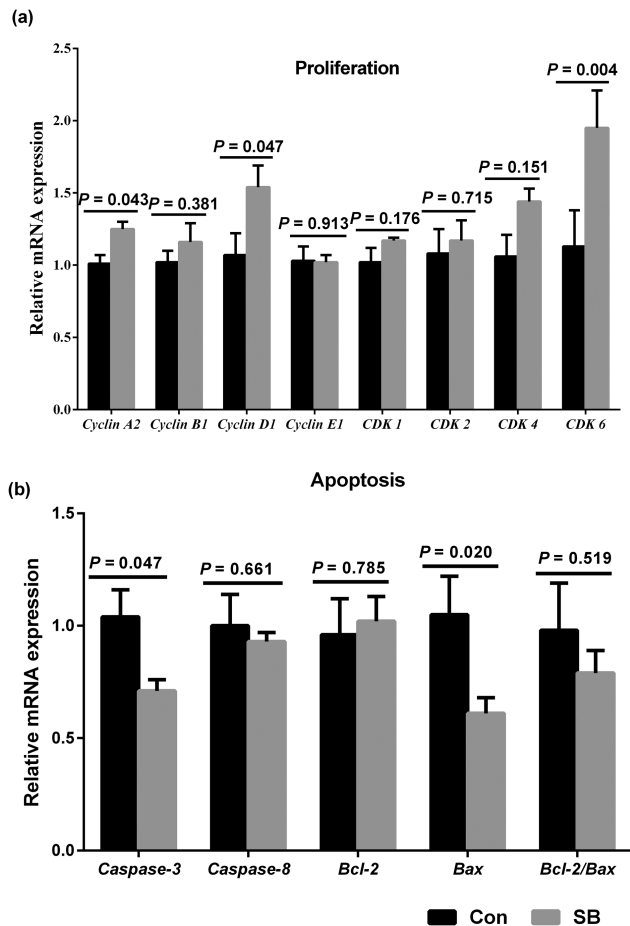 (a)
Proliferation
Relative mRNA expression
2.5
2.0
1.5
1.0
0.5
0.0
P = 0.043
P = 0.381
P = 0.047
P = 0.913
P = 0.176
P = 0.715
P = 0.151
P = 0.004
Cyclin A2 Cyclin B1 Cyclin D1 Cyclin E1 CDK 1 CDK 2 CDK 4 CDK 6
(b)
Apoptosis
Relative mRNA expression
1.5
1.0
0.5
0.0
P = 0.047
P = 0.661
P = 0.785
P = 0.020
P = 0.519
Caspase-3 Caspase-8 Bcl-2 Bax Bcl-2/Bax
Con SB